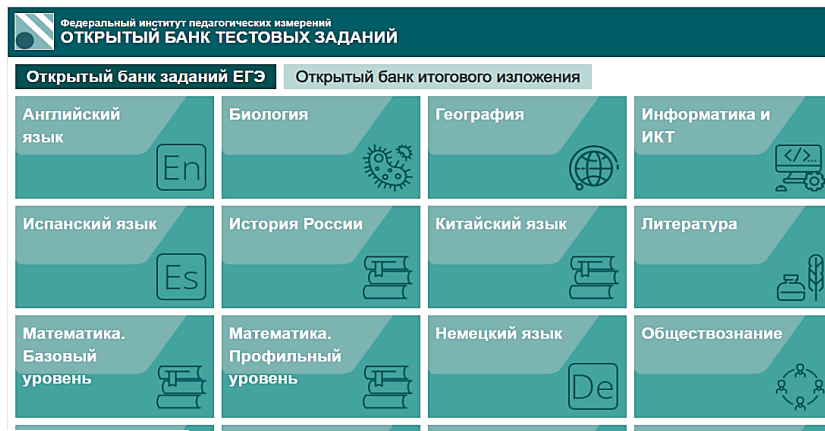 Федеральный институт педагогических измерений
ОТКРЫТЫЙ БАНК ТЕСТОВЫХ ЗАДАНИЙ
Открытый банк заданий ЕГЭ
Открытый банк итогового изложения
Английский
язык
En
Биология
География
Информатика и
ИКТ
</>...
Испанский язык
Es
История России
Китайский язык
Литература
Математика.
Базовый
уровень
Математика.
Профильный
уровень
Немецкий язык
De
Обществознание